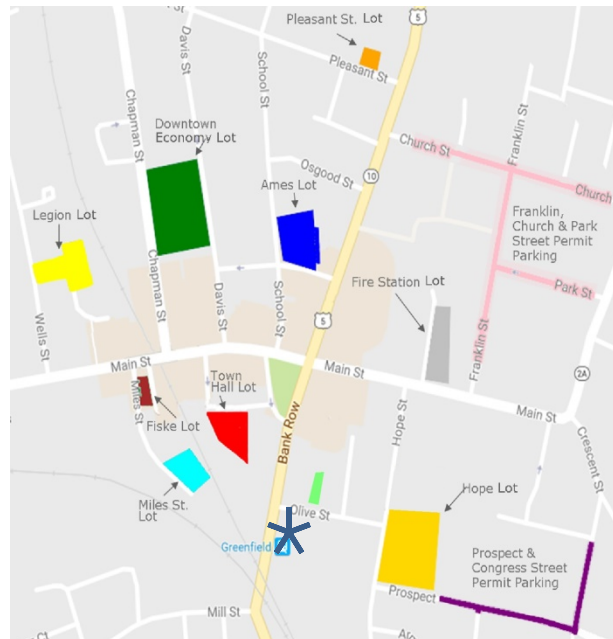 Pleasant St. Lot
5
Pleasant St
Davis St
School St
Chapman St
Downtown
Economy Lot
Church St
Franklin St
Osgood St
10
Ames Lot
Church
Legion Lot
Franklin,
Church & Park
Street Permit
Parking
Fire Station Lot
Park St
Chapman St
Davis St
School St
Wells St
5
Franklin St
Main St
Main St
2A
Town
Hall Lot
Miles St
Fiske Lot
Bank Row
Hope St
Main St
Crescent St
Miles St.
Lot
Hope Lot
Olive St
Greenfield
Prospect &
Congress Street
Permit Parking
Prospect
Mill St
Ct